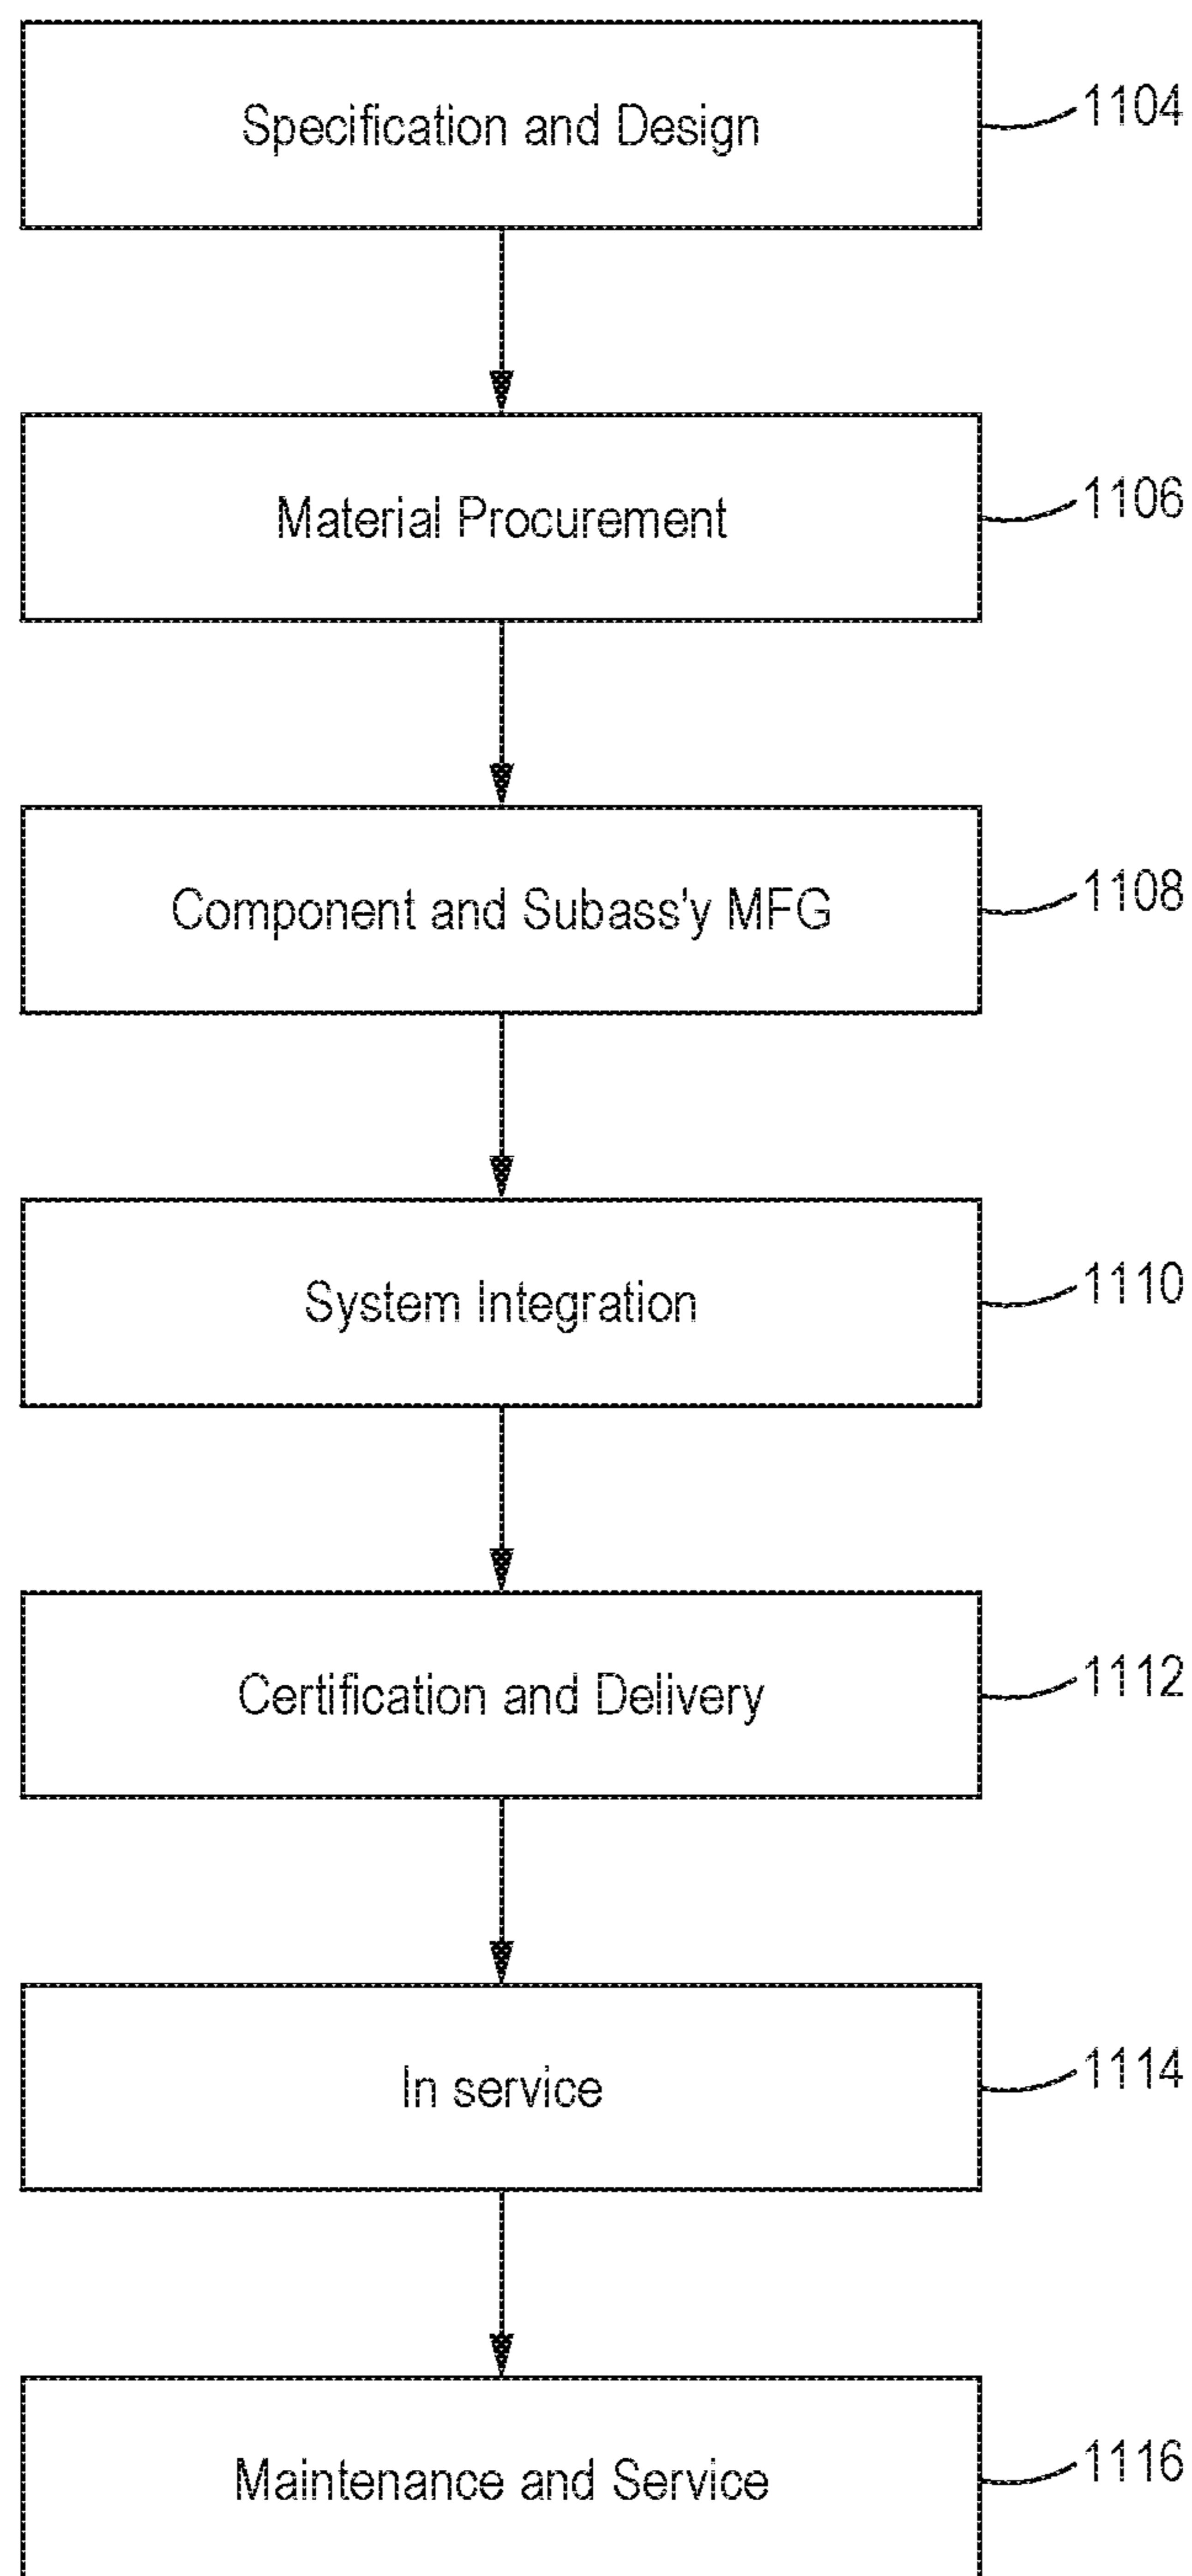 Specification and Design
1104
Material Procurement
1106
Component and Subass'y MFG
1108
System Integration
1110
Certification and Delivery
1112
In service
1114
Maintenance and Service
1116